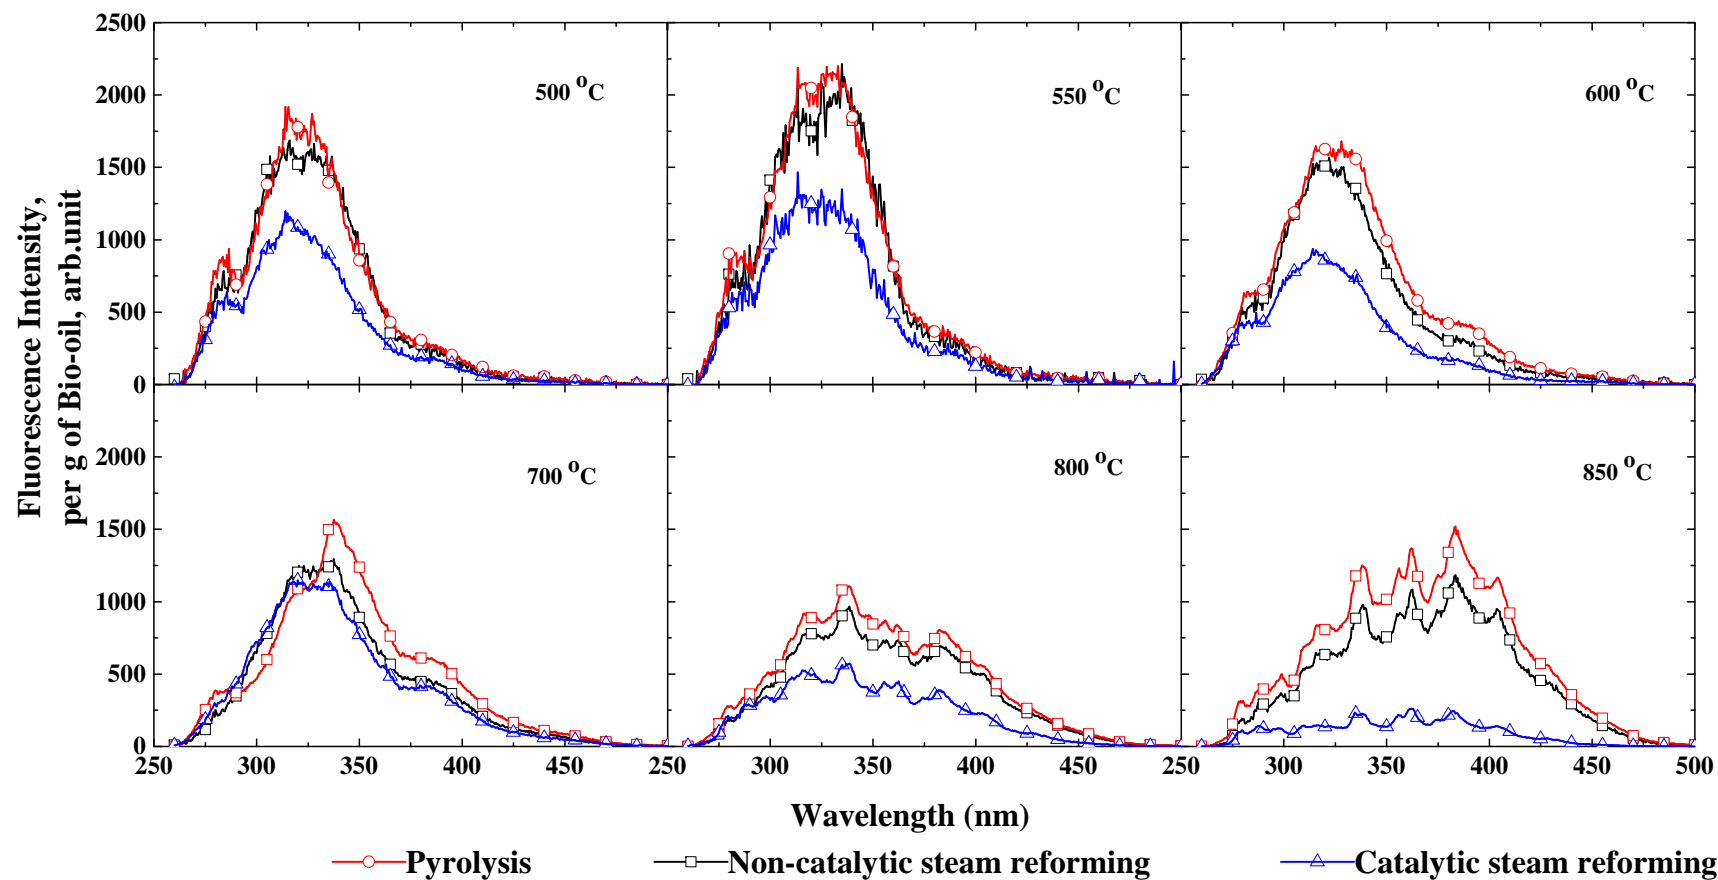 Fluorescence Intensity,
per g of Bio-oil, arb.unit
2500
2000
1500
1000
500
0
500 °C
550 °C
600 °C
2000
1500
1000
500
0
700 °C
800 °C
850 °C
250 300 350 400 450 250 300 350 400 450 250 300 350 400 450 500
Wavelength (nm)
Pyrolysis Non-catalytic steam reforming Catalytic steam reforming